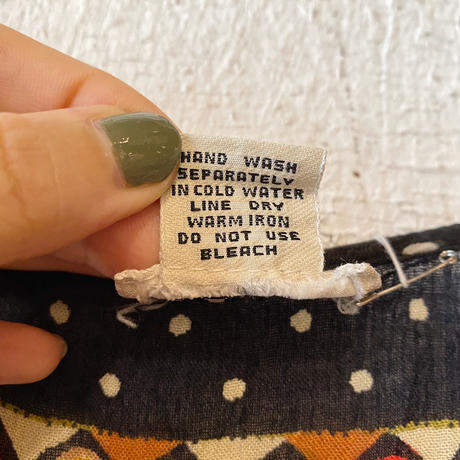 HAND WASH
SEPARATELY
IN COLD WATER
LINE DRY
WARM IRON
DO NOT USE
BLEACH